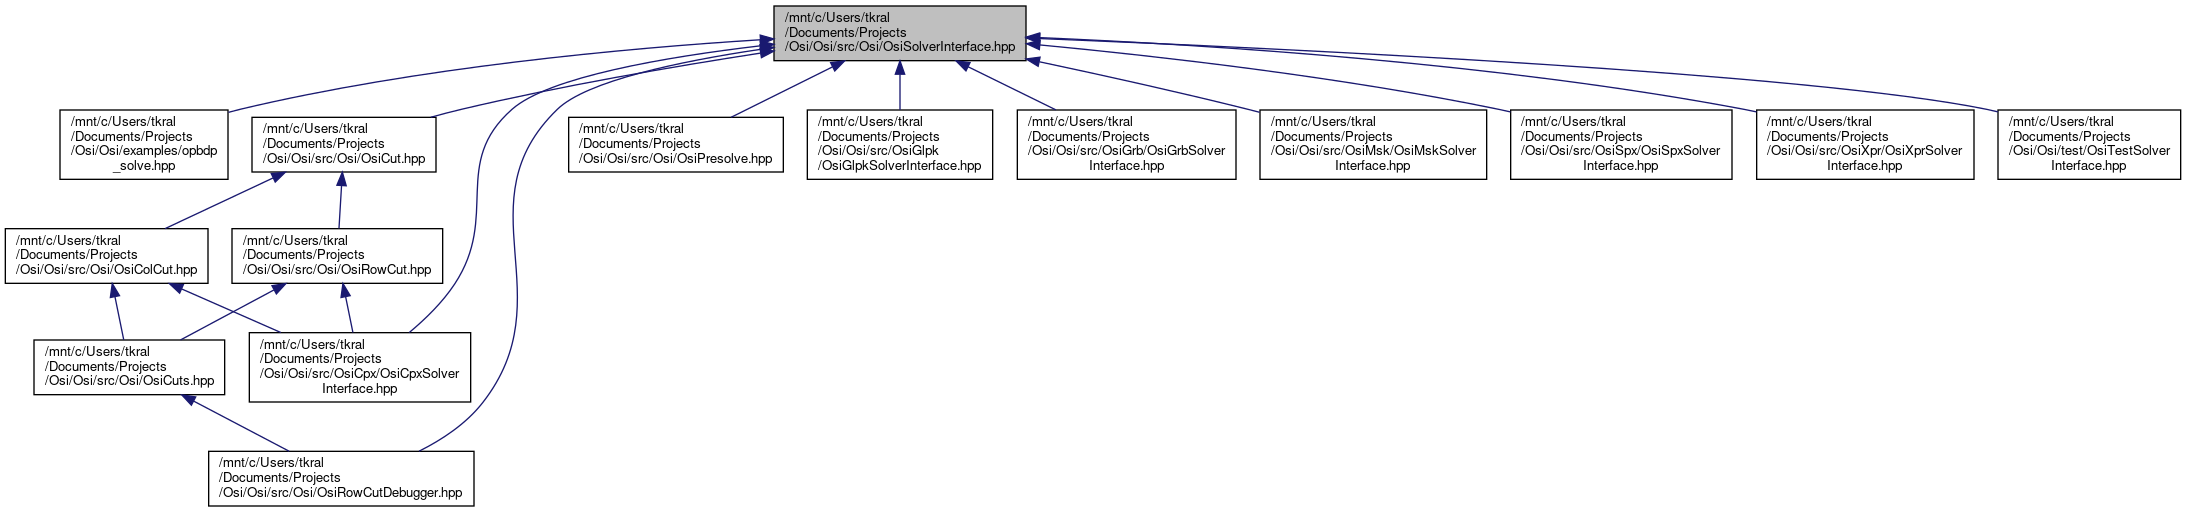 /mnt/c/Users/tkral
/Documents/Projects
/Osi/Osi/src/Osi/OsiSolverInterface.hpp
/mnt/c/Users/tkral
/Documents/Projects
/Osi/Osi/examples/opbdp
_solve.hpp
/mnt/c/Users/tkral
/Documents/Projects
/Osi/Osi/src/Osi/OsiCut.hpp
/mnt/c/Users/tkral
/Documents/Projects
/Osi/Osi/src/Osi/OsiPresolve.hpp
/mnt/c/Users/tkral
/Documents/Projects
/Osi/Osi/src/OsiGlpk
/OsiGlpkSolverInterface.hpp
/mnt/c/Users/tkral
/Documents/Projects
/Osi/Osi/src/OsiGrb/OsiGrbSolver
Interface.hpp
/mnt/c/Users/tkral
/Documents/Projects
/Osi/Osi/src/OsiMsk/OsiMskSolver
Interface.hpp
/mnt/c/Users/tkral
/Documents/Projects
/Osi/Osi/src/OsiSpx/OsiSpxSolver
Interface.hpp
/mnt/c/Users/tkral
/Documents/Projects
/Osi/Osi/src/OsiXpr/OsiXprSolver
Interface.hpp
/mnt/c/Users/tkral
/Documents/Projects
/Osi/Osi/test/OsiTestSolver
Interface.hpp
/mnt/c/Users/tkral
/Documents/Projects
/Osi/Osi/src/Osi/OsiColCut.hpp
/mnt/c/Users/tkral
/Documents/Projects
/Osi/Osi/src/Osi/OsiRowCut.hpp
/mnt/c/Users/tkral
/Documents/Projects
/Osi/Osi/src/Osi/OsiCuts.hpp
/mnt/c/Users/tkral
/Documents/Projects
/Osi/Osi/src/OsiCpx/OsiCpxSolver
Interface.hpp
/mnt/c/Users/tkral
/Documents/Projects
/Osi/Osi/src/Osi/OsiRowCutDebugger.hpp